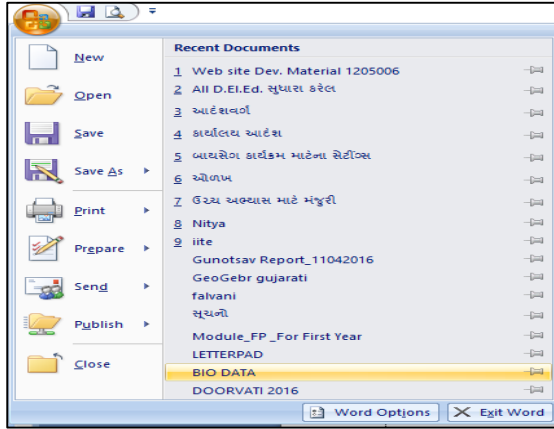 New
Open
Save
Save As
Print
Prepare
Send
Publish
Close
Recent Documents
1 Web site Dev. Material 1205006
2 All D.El.Ed. સુધારા કરેલ
3 આદેશવર્ગ
4 કાર્યાલય આદેશ
5 બાયસેગ કાર્યક્રમ માટેના સેટીંગ્સ
6 ઓળખ
7 ઉચ્ચ અભ્યાસ માટે મંજુરી
8 Nitya
9 iite
Gunotsav Report_11042016
GeoGebr gujarati
falvani
સૂચનો
Module_FP_For First Year
LETTERPAD
BIO DATA
DOORVATI 2016
Word Options
Exit Word